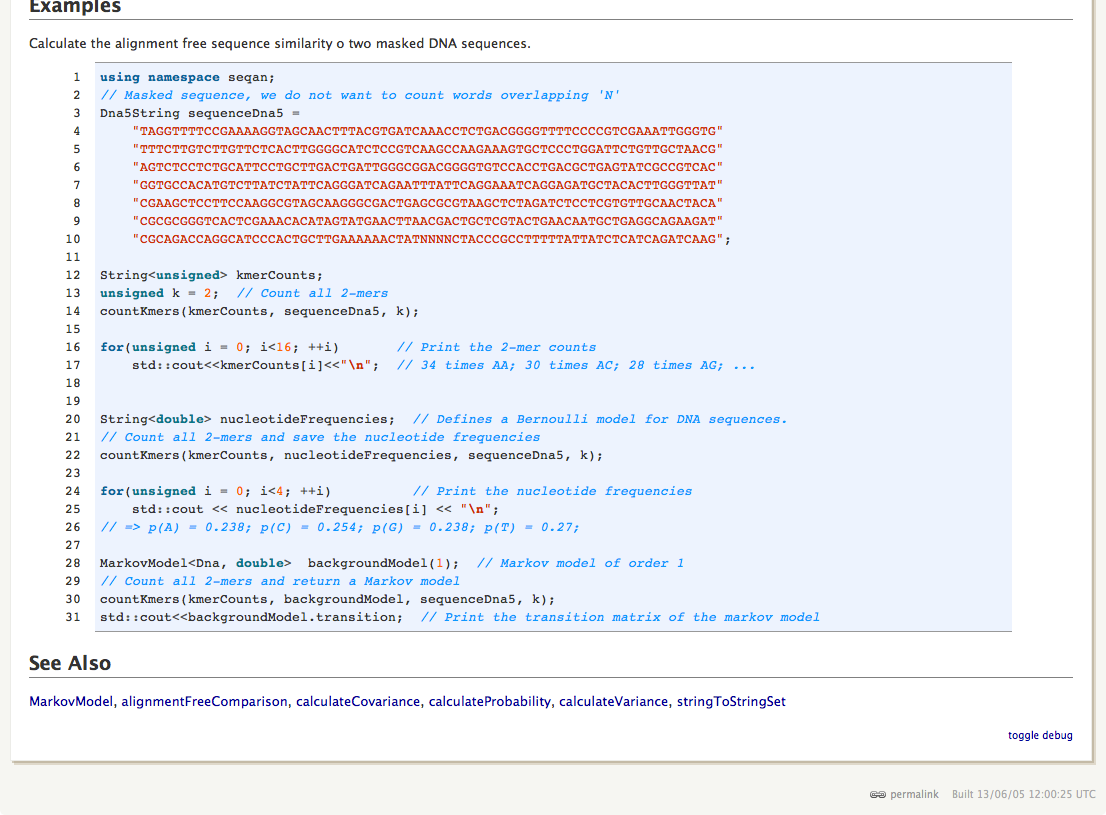 Examples
Calculate the alignment free sequence similarity o two masked DNA sequences.
1 using namespace seqan;
2 // Masked sequence, we do not want to count words overlapping 'N'
3 Dna5String sequenceDna5 =
4 "TAGGTTTTCCGAAAAGGTAGCAACTTTACGTGATCAAACCTCTGACGGGGTTTTCCCCGTCGAAATTGGGTG"
5 "TTTCTTGTCTTGTTCTCACTTGGGGCATCTCCGTCAAGCCAAGAAAGTGCTCCCTGGATTCTGTTGCTAACG"
6 "AGTCTCCTCTGCATTCCTGCTTGACTGATTGGGCGGACGGGGTGTCCACCTGACGCTGAGTATCGCCGTCAC"
7 "GGTGCCACATGTCTTATCTATTCAGGGATCAGAATTTATTCAGGAAATCAGGAGATGCTACACTTGGGTTAT"
8 "CGAAGCTCCTTCCAAGGCGTAGCAAGGGCGACTGAGCGCGTAAGCTCTAGATCTCCTCGTGTTGCAACTACA"
9 "CGCGCGGGTCACTCGAAACACATAGTATGAACTTAACGACTGCTCGTACTGAACAATGCTGAGGCAGAAGAT"
10 "CGCAGACCAGGCATCCCACTGCTTGAAAAAACTATNNNNCTACCCGCCTTTTTATTATCTCATCAGATCAAG";
11
12 String<unsigned> kmerCounts;
13 unsigned k = 2; // Count all 2-mers
14 countKmers(kmerCounts, sequenceDna5, k);
15
16 for(unsigned i = 0; i<16; ++i) // Print the 2-mer counts
17 std::cout<<kmerCounts[i]<<"\n"; // 34 times AA; 30 times AC; 28 times AG; ...
18
19
20 String<double> nucleotideFrequencies; // Defines a Bernoulli model for DNA sequences.
21 // Count all 2-mers and save the nucleotide frequencies
22 countKmers(kmerCounts, nucleotideFrequencies, sequenceDna5, k);
23
24 for(unsigned i = 0; i<4; ++i) // Print the nucleotide frequencies
25 std::cout << nucleotideFrequencies[i] << "\n";
26 // => p(A) = 0.238; p(C) = 0.254; p(G) = 0.238; p(T) = 0.27;
27
28 MarkovModel<Dna, double> backgroundModel(1); // Markov model of order 1
29 // Count all 2-mers and return a Markov model
30 countKmers(kmerCounts, backgroundModel, sequenceDna5, k);
31 std::cout<<backgroundModel.transition; // Print the transition matrix of the markov model
See Also
MarkovModel, alignmentFreeComparison, calculateCovariance, calculateProbability, calculateVariance, stringToStringSet
toggle debug
permalink Built 13/06/05 12:00:25 UTC